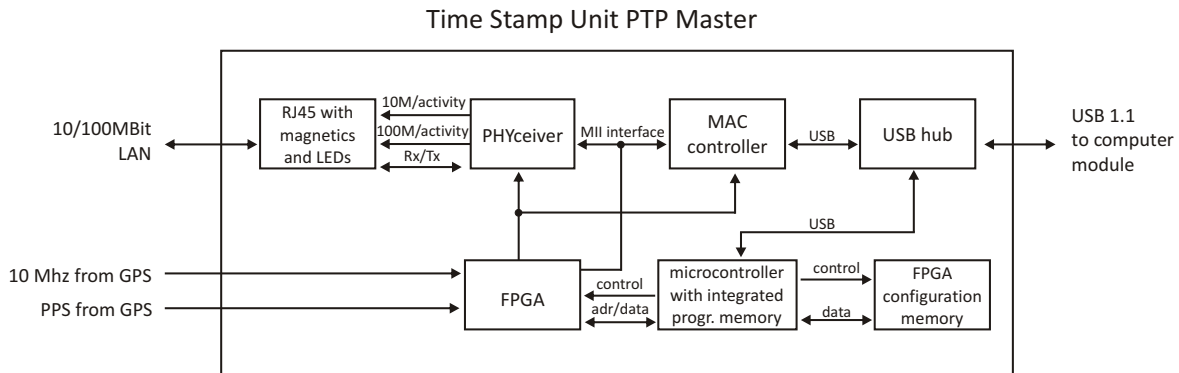 Time Stamp Unit PTP Master
10/100MBit
LAN
RJ45 with
magnetics
and LEDs
10M/activity
100M/activity
Rx/Tx
PHYceiver
MII interface
MAC
controller
USB
USB hub
USB 1.1
to computer
module
USB
10 Mhz from GPS
PPS from GPS
FPGA
control
adr/data
microcontroller
with integrated
progr. memory
control
data
FPGA
configuration
memory